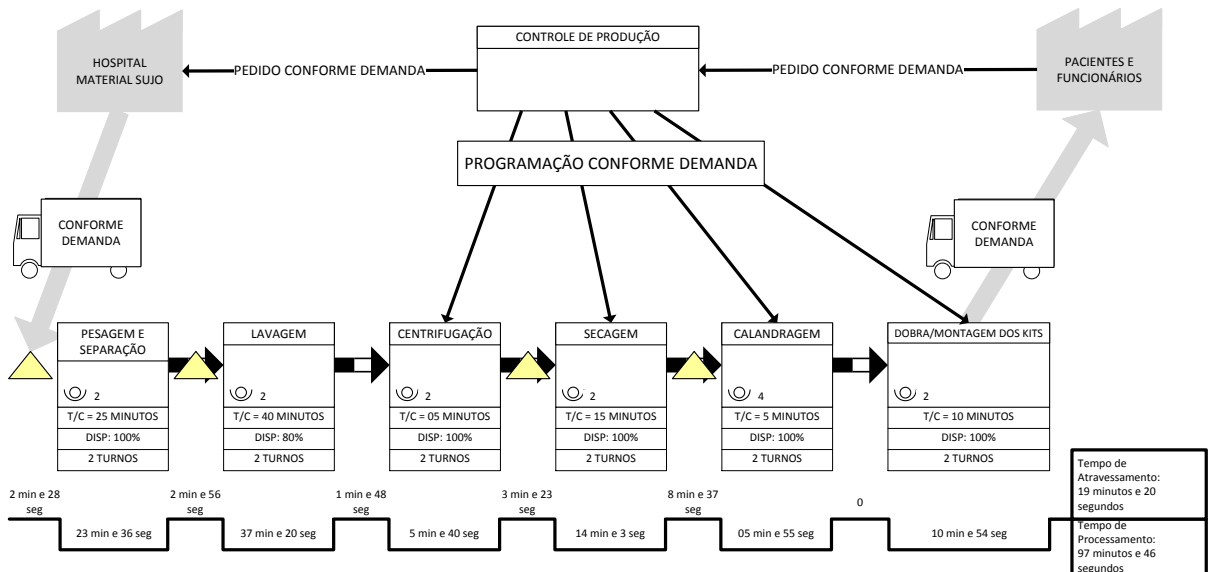 CONTROLE DE PRODUÇÃO
HOSPITAL
MATERIAL SUJO
PEDIDO CONFORME DEMANDA
PEDIDO CONFORME DEMANDA
PACIENTES E
FUNCIONÁRIOS
PROGRAMAÇÃO CONFORME DEMANDA
CONFORME
DEMANDA
CONFORME
DEMANDA
PESAGEM E
SEPARAÇÃO
2
T/C = 25 MINUTOS
DISP: 100%
2 TURNOS
LAVAGEM
2
T/C = 40 MINUTOS
DISP: 80%
2 TURNOS
CENTRIFUGAÇÃO
2
T/C = 05 MINUTOS
DISP: 100%
2 TURNOS
SECAGEM
2
T/C = 15 MINUTOS
DISP: 100%
2 TURNOS
CALANDRAGEM
4
T/C = 5 MINUTOS
DISP: 100%
2 TURNOS
DOBRA/MONTAGEM DOS KITS
2
T/C = 10 MINUTOS
DISP: 100%
2 TURNOS
2 min e 28
seg
23 min e 36 seg
2 min e 56
seg
37 min e 20 seg
1 min e 48
seg
5 min e 40 seg
3 min e 23
seg
14 min e 3 seg
8 min e 37
seg
05 min e 55 seg
0
10 min e 54 seg
Tempo de
Atravessamento:
19 minutos e 20
segundos
Tempo de
Processamento:
97 minutos e 46
segundos